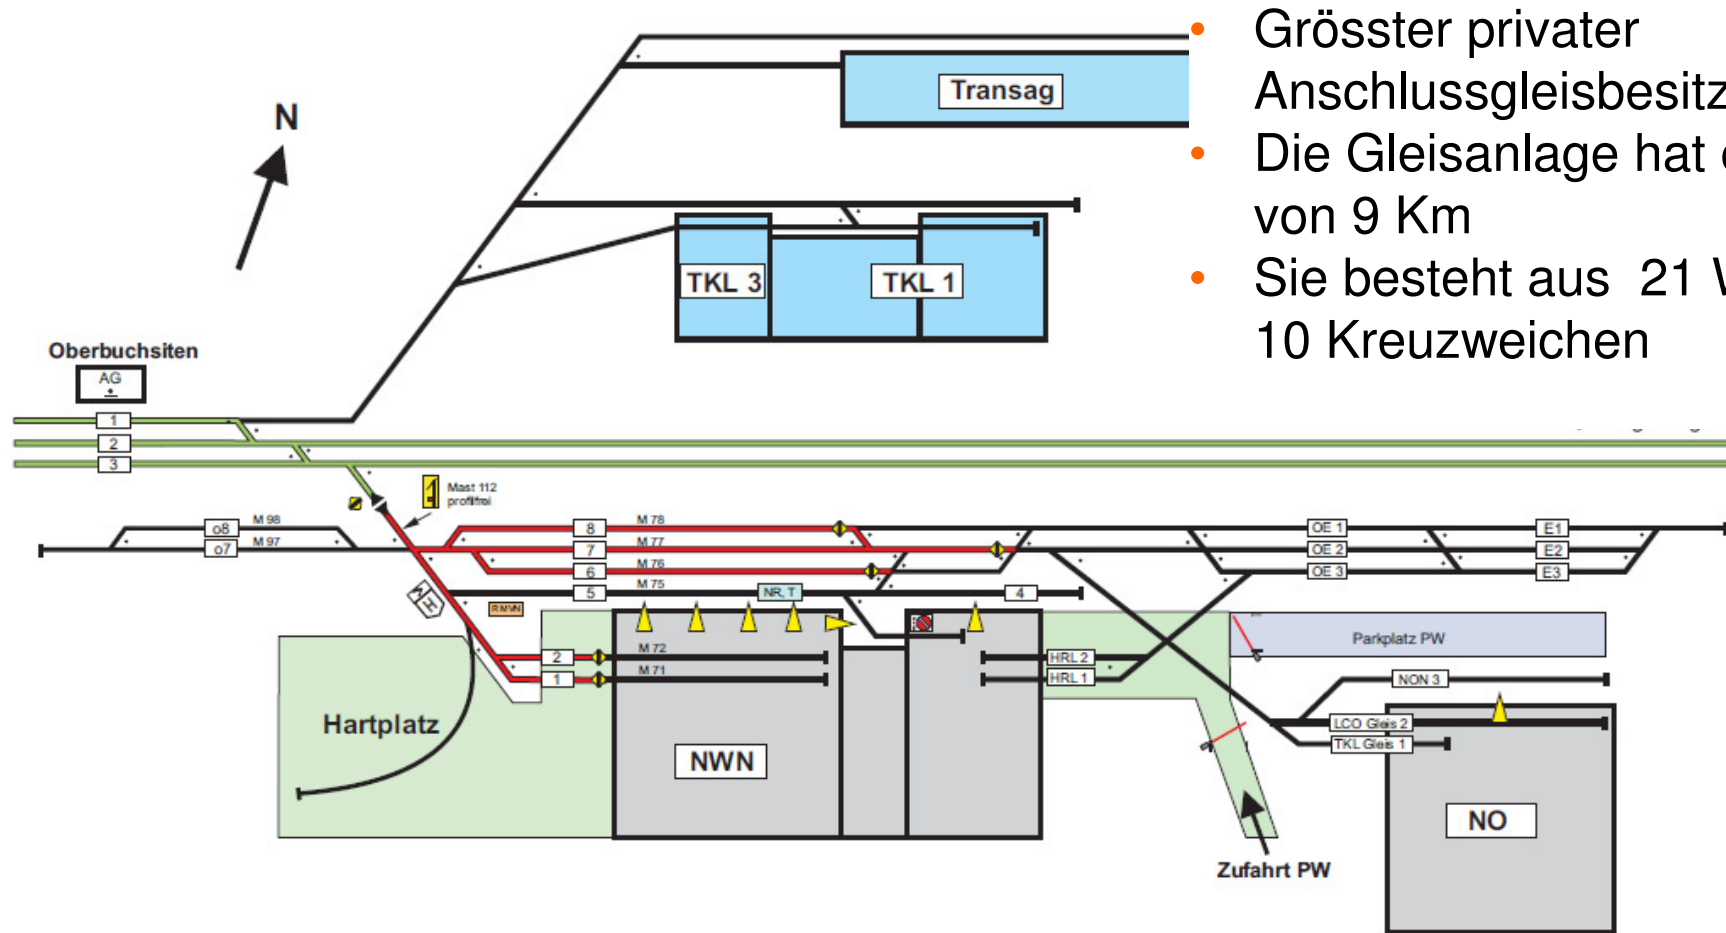 Grösster privater
Anschlussgleisbesitz
Die Gleisanlage hat
von 9 Km
Sie besteht aus 21
10 Kreuzweichen
N
Transag
TKL 3
TKL 1
Oberbuchsiten
AG
1
2
3
Mast 112
profilfrei
o8
M 98
o7
M 97
8
M 78
7
M 77
6
M 76
5
M 75
NR, T
4
OE 1
E1
OE 2
E2
OE 3
E3
RMVN
2
M 72
1
M 71
HRL 2
HRL 1
Parkplatz PW
NON 3
LCO Gleis 2
TKL Gleis 1
Hartplatz
NWN
NO
Zufahrt PW